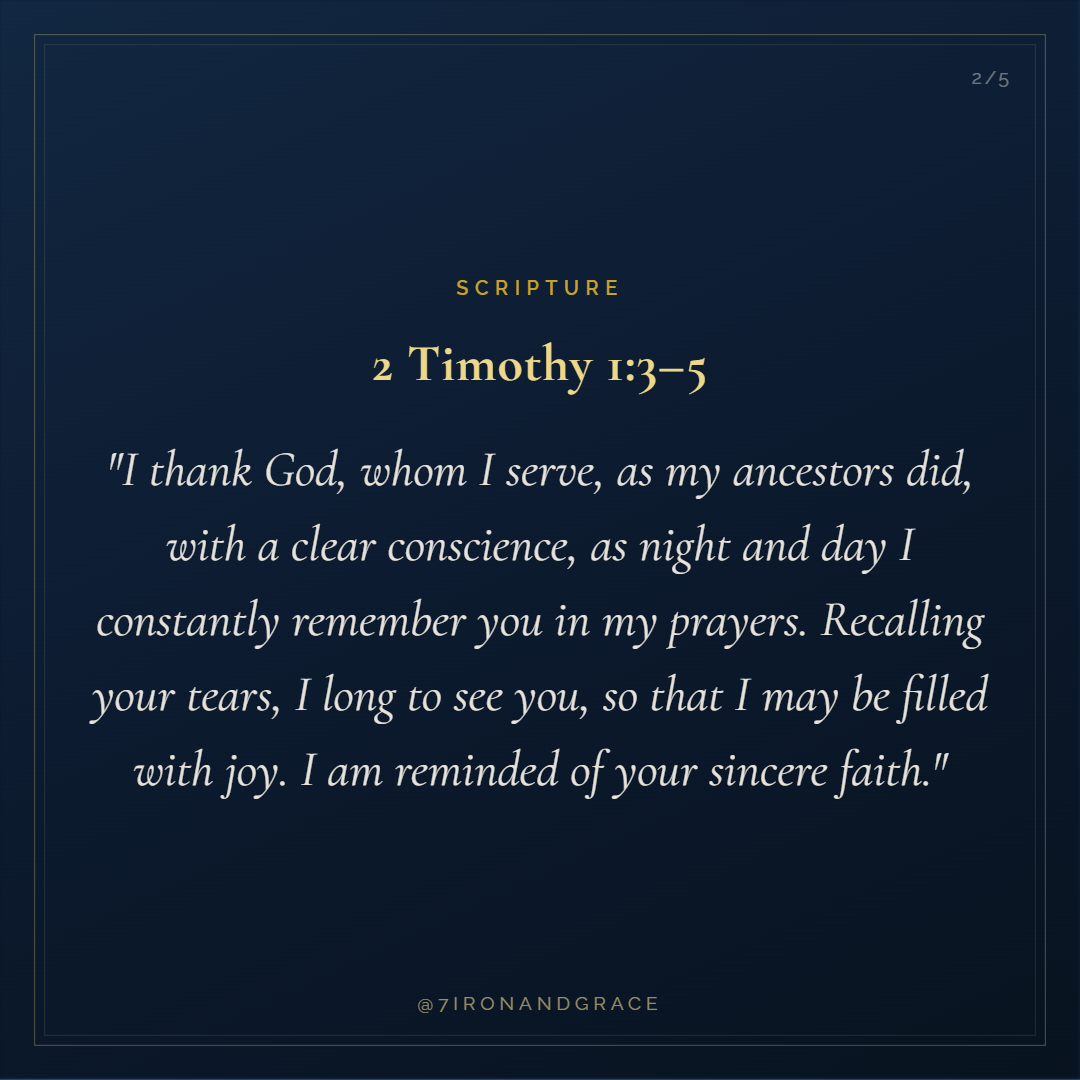 2/5
SCRIPTURE
2 Timothy 1:3–5
"I thank God, whom I serve, as my ancestors did,
with a clear conscience, as night and day I
constantly remember you in my prayers. Recalling
your tears, I long to see you, so that I may be filled
with joy. I am reminded of your sincere faith."
@7IRONANDGRACE